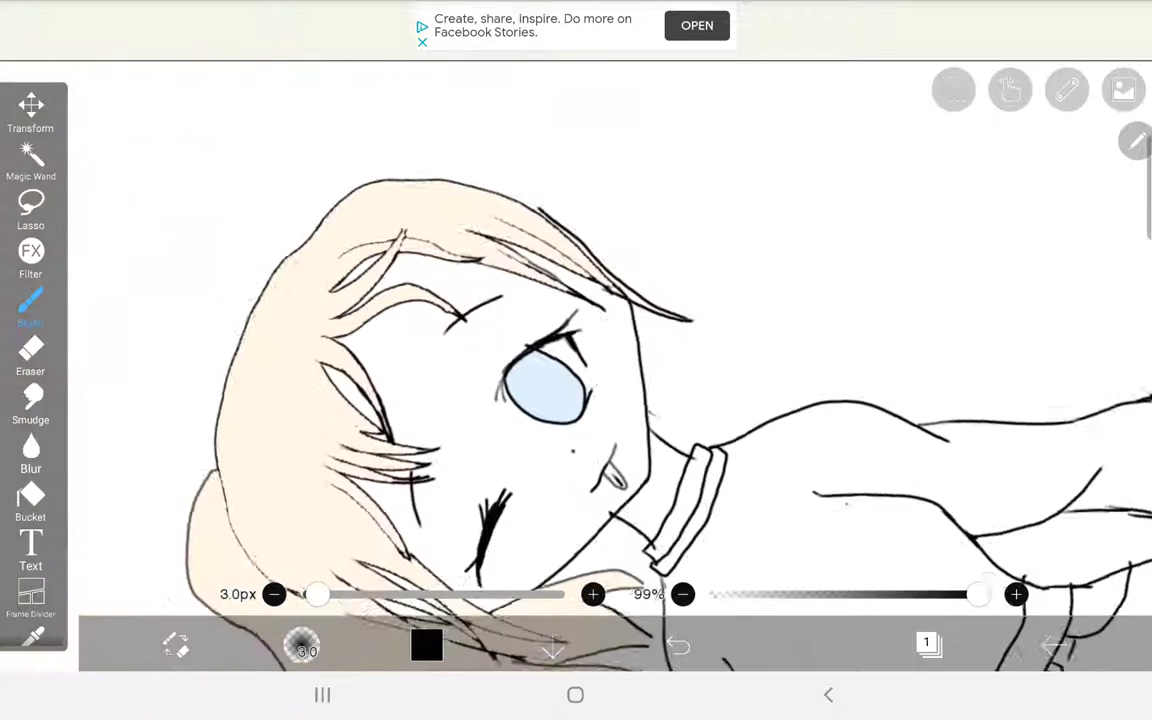 Create, share, inspire. Do more on
Facebook Stories.
OPEN
Transform
Magic Wand
Lasso
FX
Filter
Brush
Eraser
Smudge
Blur
Bucket
T
Text
Frame Divider
3.0px
99%
3.0
1